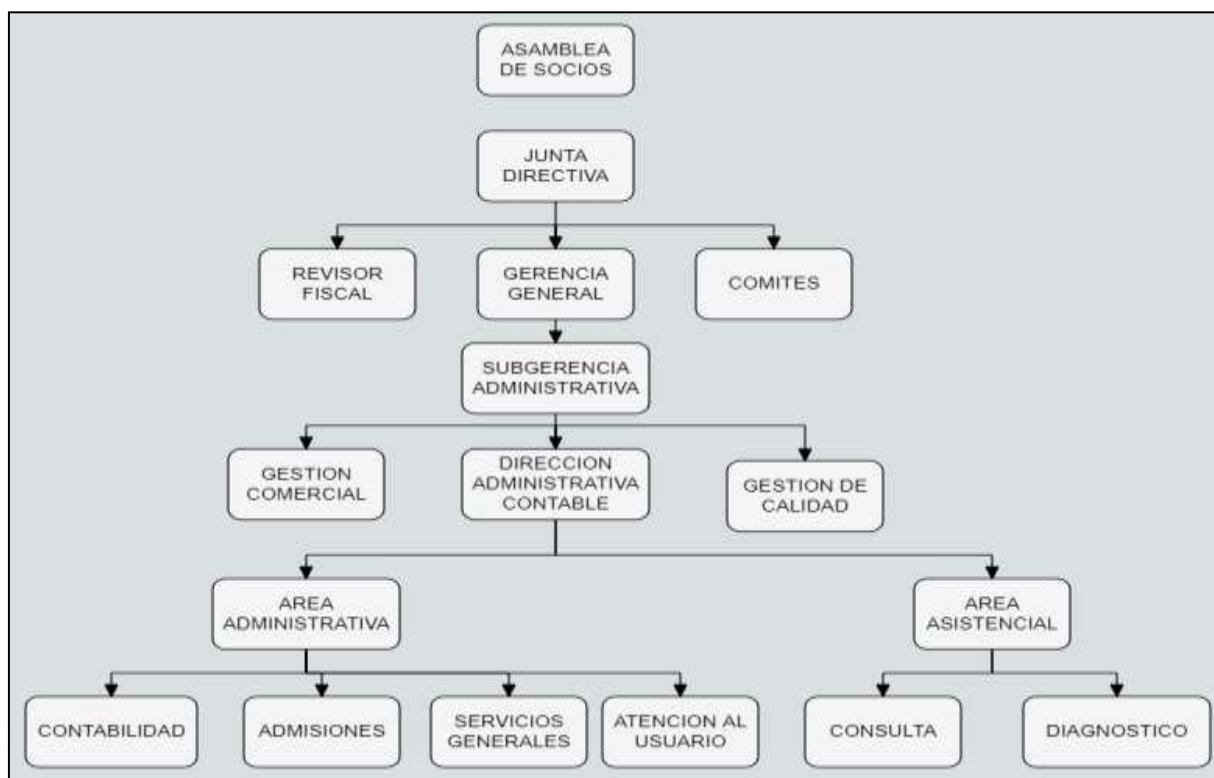 ASAMBLEA
DE SOCIOS
JUNTA
DIRECTIVA
REVISOR
FISCAL
GERENCIA
GENERAL
COMITES
SUBGERENCIA
ADMINISTRATIVA
GESTION
COMERCIAL
DIRECCION
ADMINISTRATIVA
CONTABLE
GESTION DE
CALIDAD
AREA
ADMINISTRATIVA
AREA
ASISTENCIAL
CONTABILIDAD
ADMISIONES
SERVICIOS
GENERALES
ATENCION AL
USUARIO
CONSULTA
DIAGNOSTICO